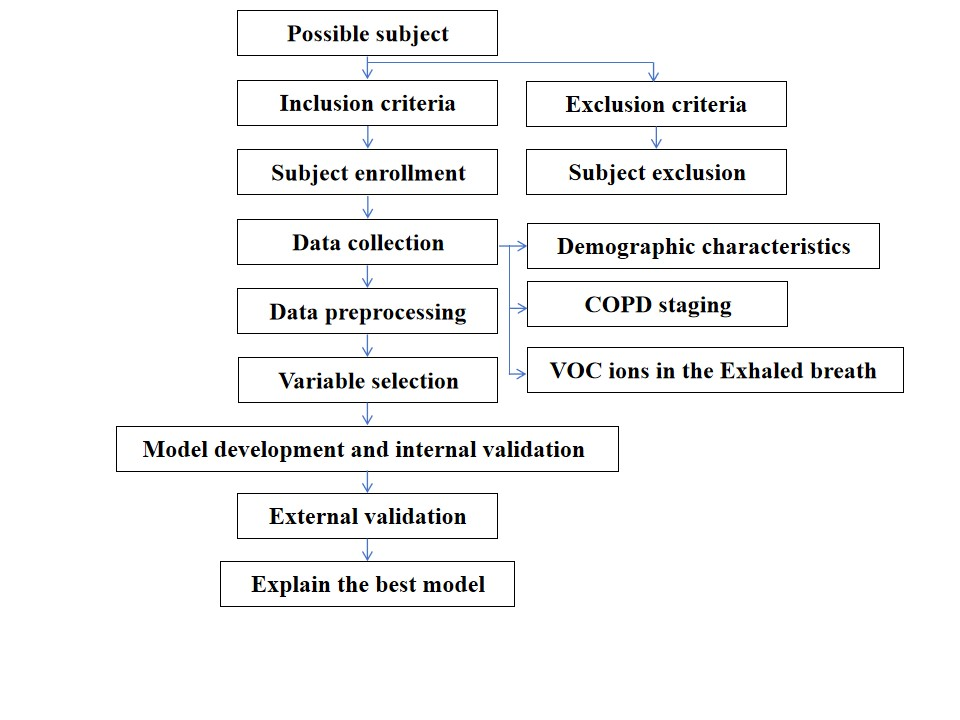 Possible subject
Inclusion criteria
Exclusion criteria
Subject enrollment
Subject exclusion
Data collection
Demographic characteristics
COPD staging
Data preprocessing
VOC ions in the Exhaled breath
Variable selection
Model development and internal validation
External validation
Explain the best model